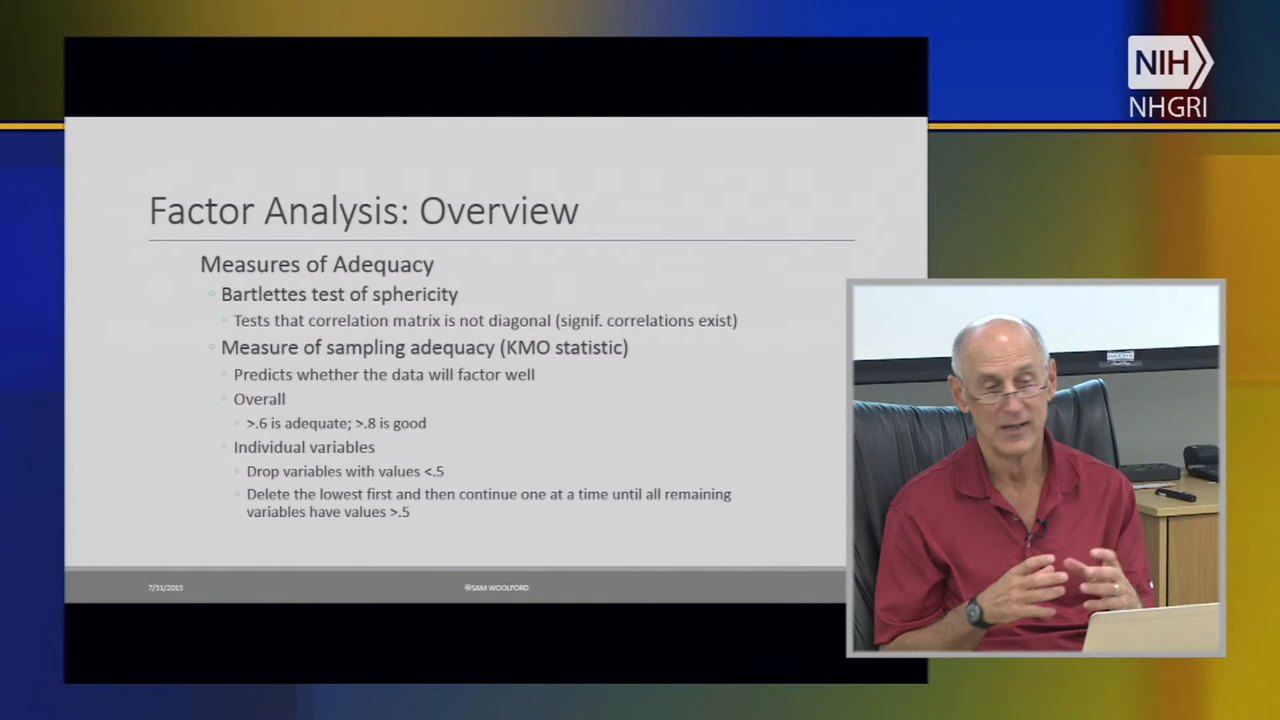 NIH
NHGRI
Factor Analysis: Overview
Measures of Adequacy
Bartlettes test of sphericity
Tests that correlation matrix is not diagonal (signif. correlations exist)
Measure of sampling adequacy (KMO statistic)
Predicts whether the data will factor well
Overall
>.6 is adequate; >.8 is good
Individual variables
Drop variables with values <.5
Delete the lowest first and then continue one at a time until all remaining
variables have values >.5
7/31/2015
@SAM WOOLFORD